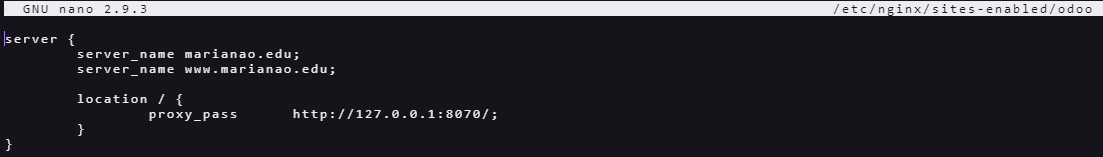 GNU nano 2.9.3 /etc/nginx/sites-enabled/odoo
server {
server_name marianao.edu;
server_name www.marianao.edu;
location / {
proxy_pass http://127.0.0.1:8070/;
}
}